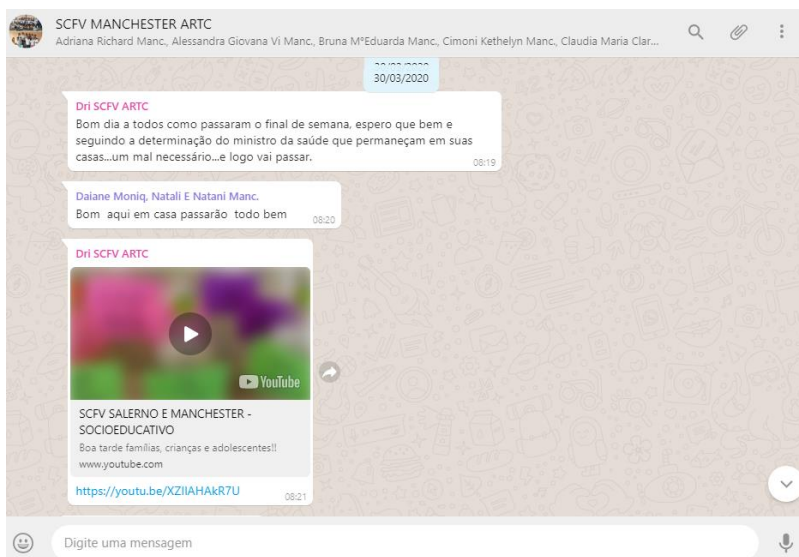 SCFV MANCHESTER ARTC
Adriana Richard Manc., Alessandra Giovana Vi Manc., Bruna MªEduarda Manc., Cimoni Kethelyn Manc., Claudia Maria Clar...
30/03/2020
Dri SCFV ARTC
Bom dia a todos como passaram o final de semana, espero que bem e
seguindo a determinação do ministro da saúde que permaneçam em suas
casas...um mal necessário...e logo vai passar.
08:19
Daiane Moniq, Natali E Natani Manc.
Bom aqui em casa passarão todo bem
08:20
Dri SCFV ARTC
YouTube
SCFV SALERNO E MANCHESTER -
SOCIOEDUCATIVO
Boa tarde famílias, crianças e adolescentes!!
www.youtube.com
https://youtu.be/XZIIAHAkR7U
08:21
Digite uma mensagem